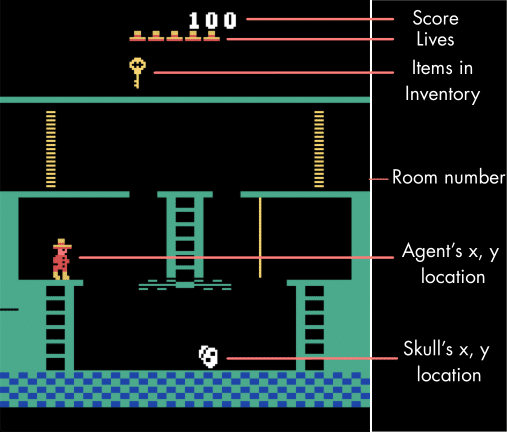 100
Score
Lives
Items in
Inventory
Room number
Agent's x, y
location
Skull's x, y
location